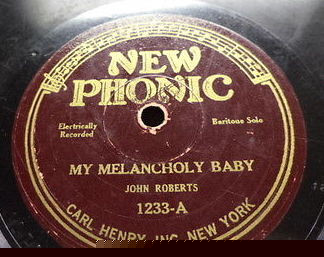 NEW
PHONIC
Electrically
Recorded
Baritone Solo
MY MELANCHOLY BABY
JOHN ROBERTS
1233-A
CARL HENRY, INC. NEW YORK